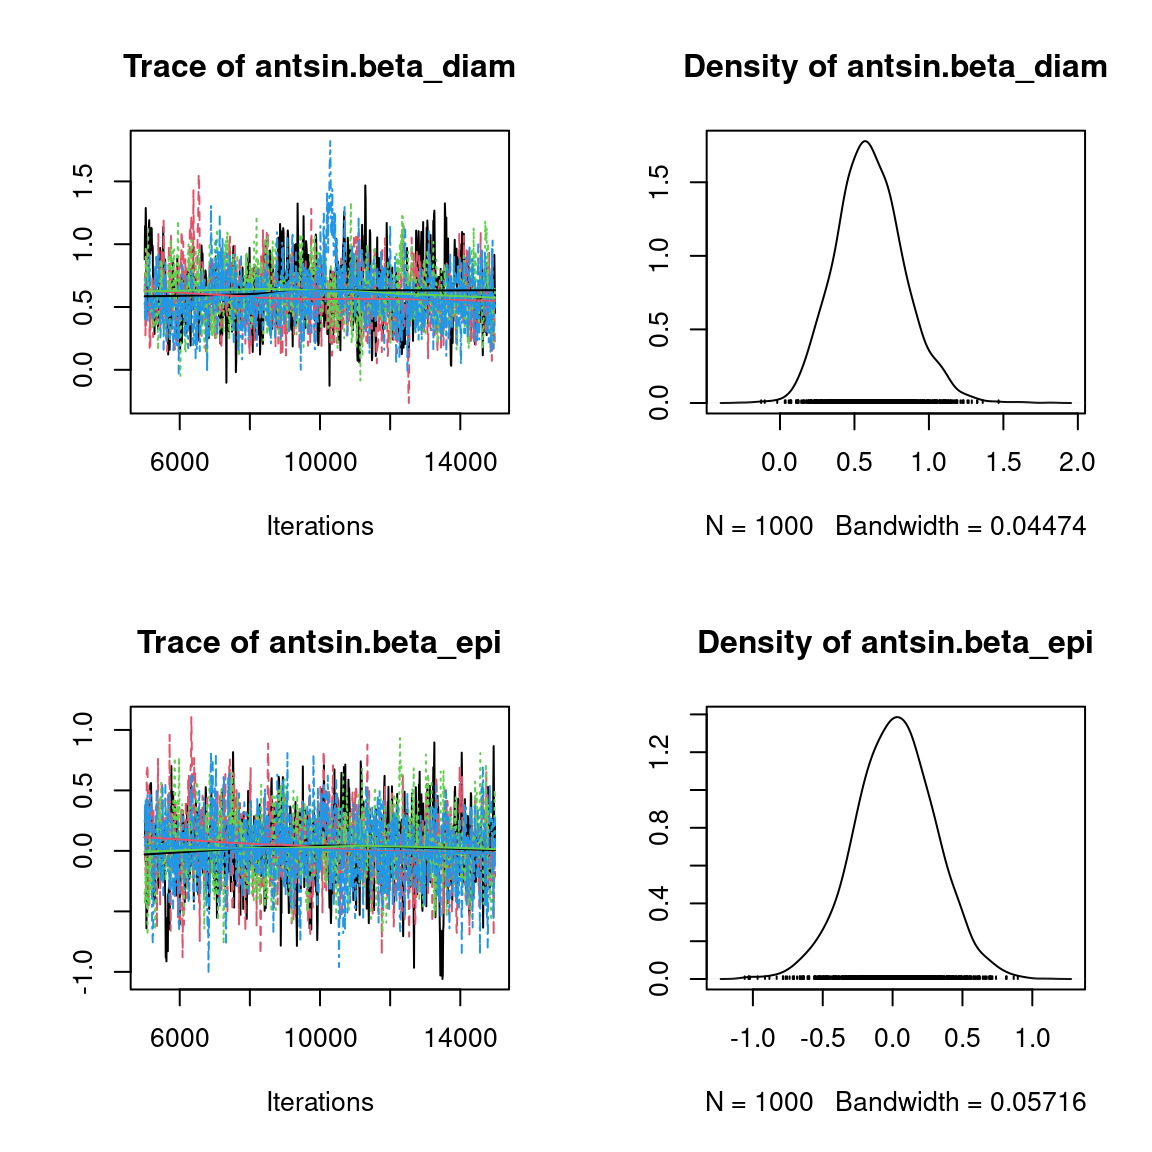 Trace of antsin.beta_diam
0.0 0.5 1.0 1.5
6000 10000 14000
Iterations
Density of antsin.beta_diam
0.0 0.5 1.0 1.5
0.0 0.5 1.0 1.5 2.0
N = 1000 Bandwidth = 0.04474
Trace of antsin.beta_epi
-1.0 0.0 0.5 1.0
6000 10000 14000
Iterations
Density of antsin.beta_epi
0.0 0.4 0.8 1.2
-1.0 -0.5 0.0 0.5 1.0
N = 1000 Bandwidth = 0.05716